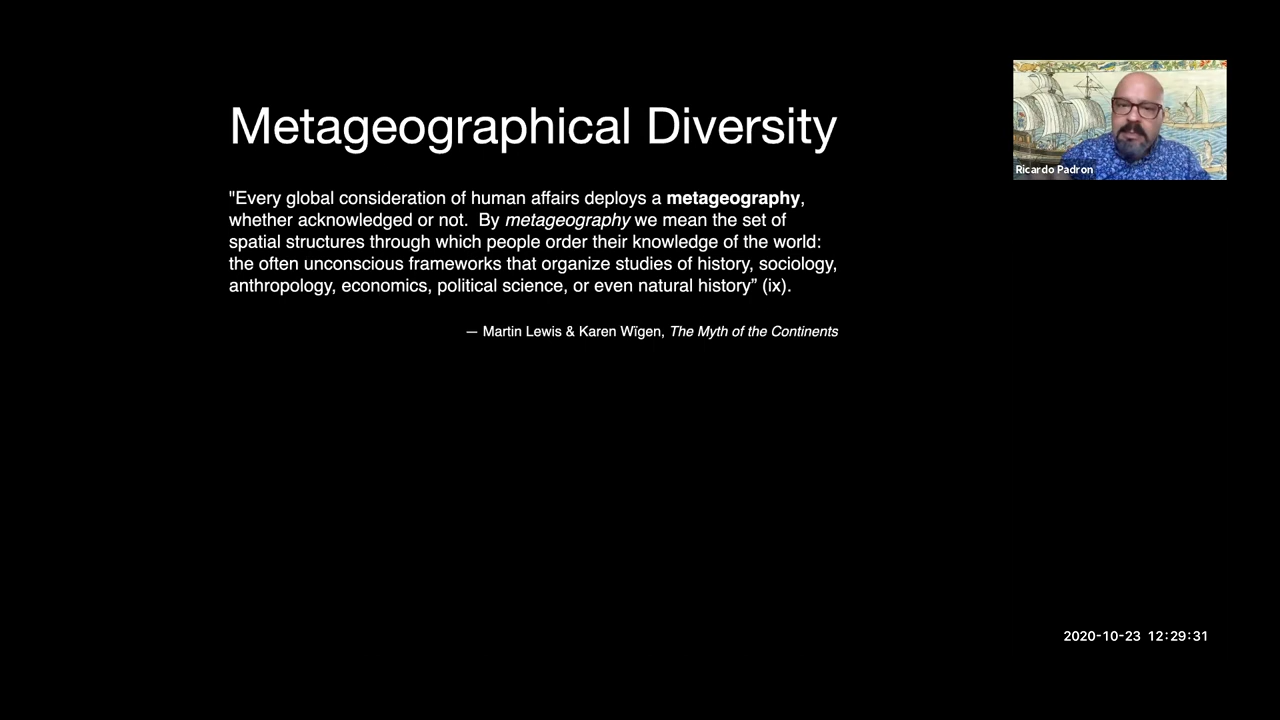 Metageographical Diversity
"Every global consideration of human affairs deploys a metageography,
whether acknowledged or not.  By metageography we mean the set of
spatial structures through which people order their knowledge of the world:
the often unconscious frameworks that organize studies of history, sociology,
anthropology, economics, political science, or even natural history” (ix).
— Martin Lewis & Karen Wïgen, The Myth of the Continents
Ricardo Padron
2020-10-23 12:29:31